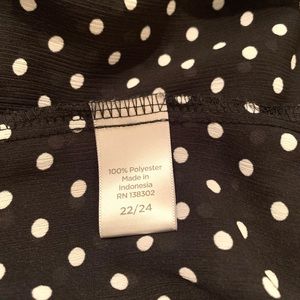 100% Polyester
Made in
Indonesia
RN 138302
22/24